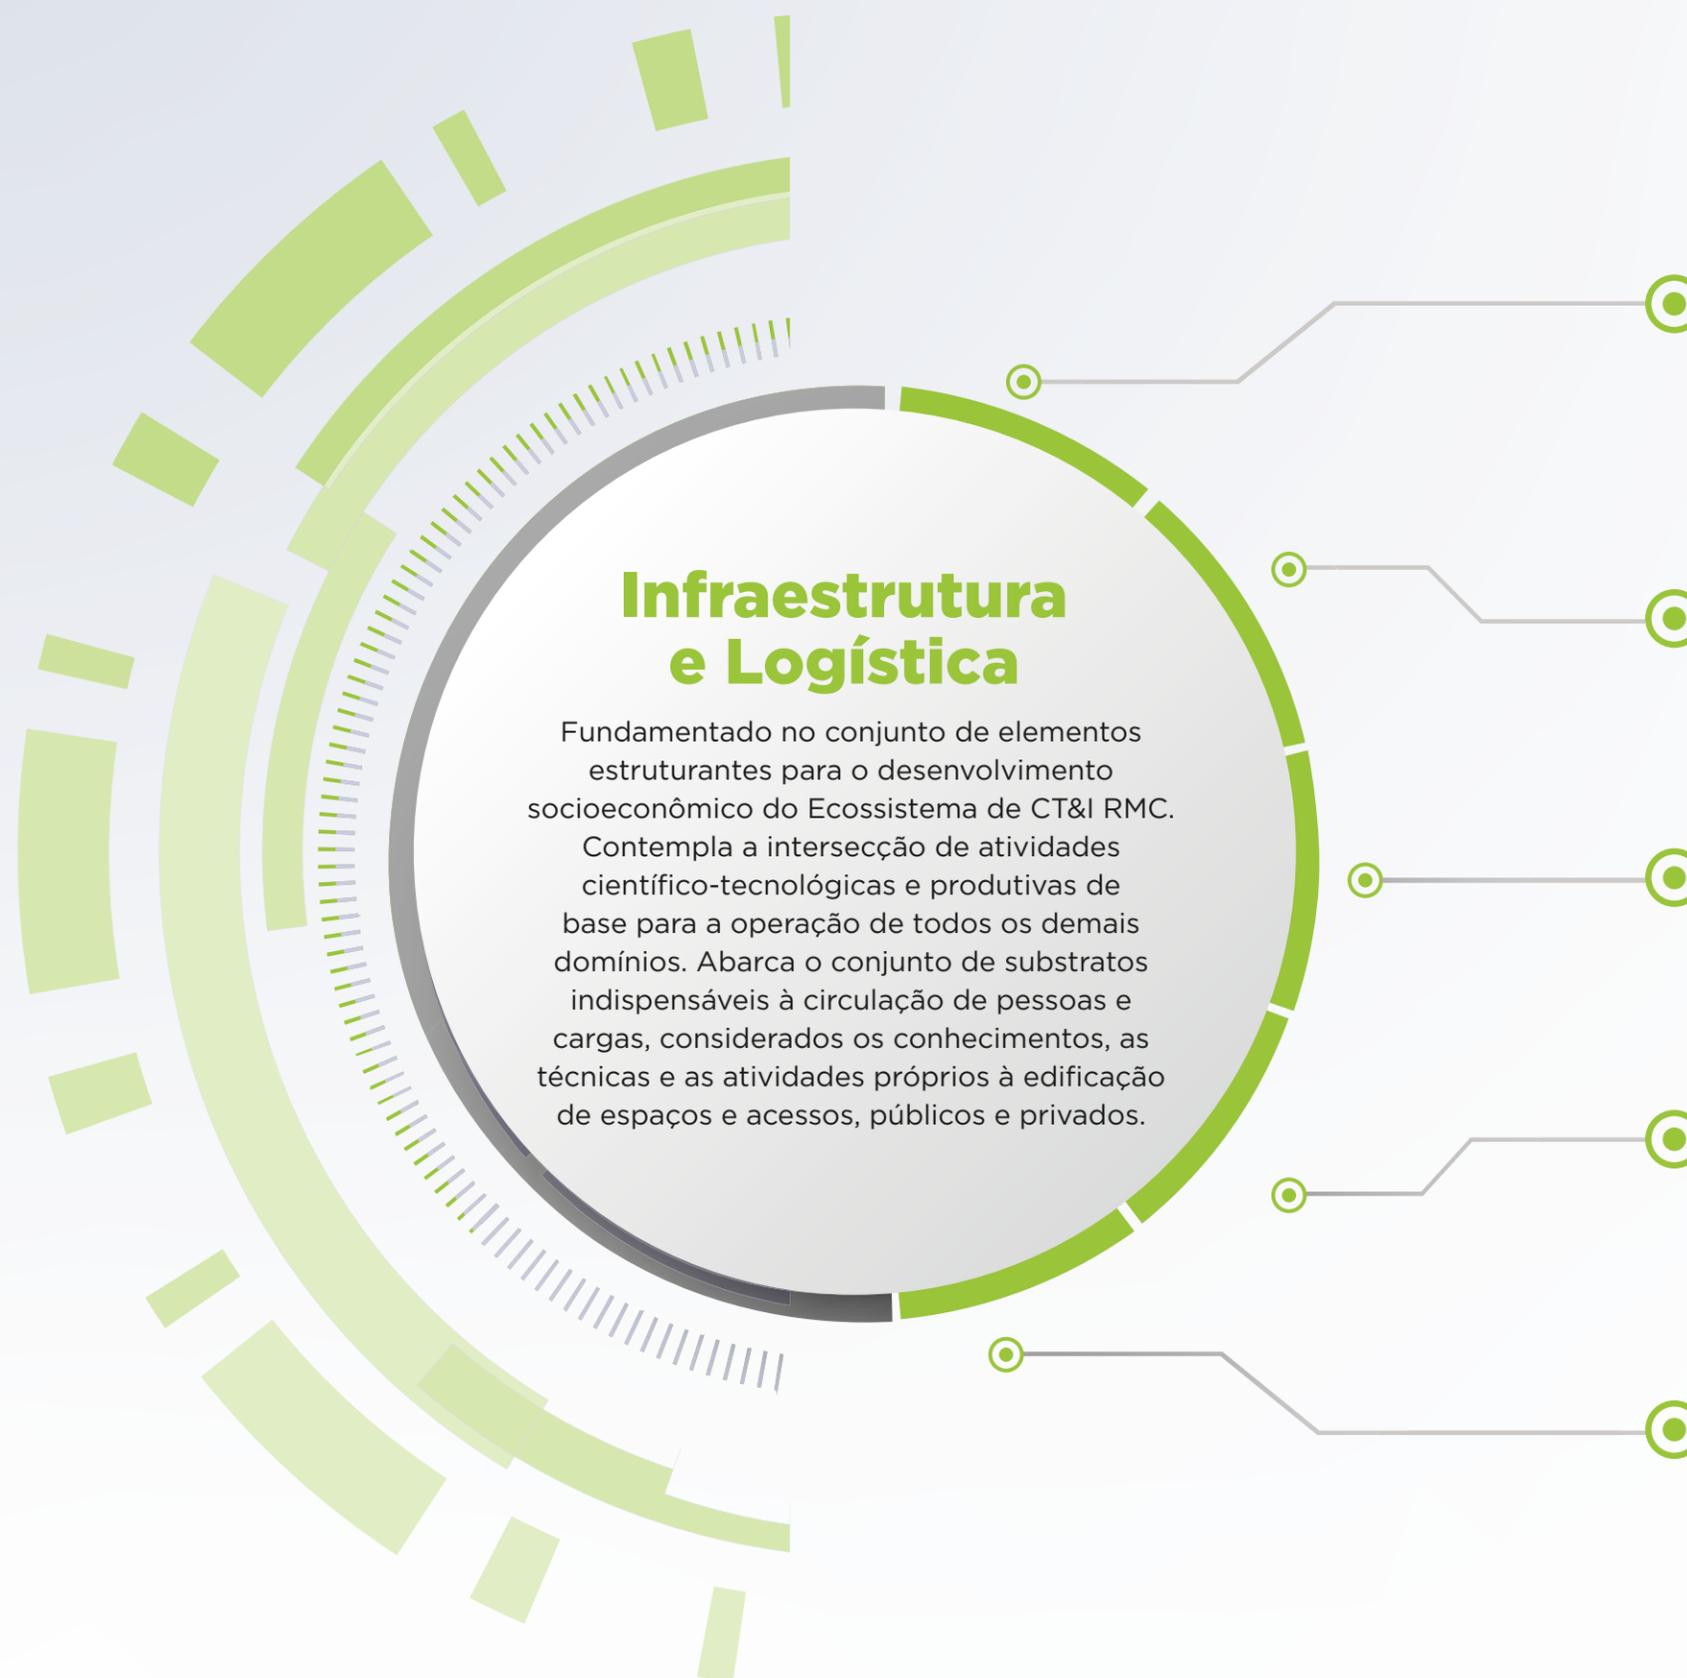 Infraestrutura
e Logística
Fundamentado no conjunto de elementos
estruturantes para o desenvolvimento
socioeconômico do Ecossistema de CT&I RMC.
Contempla a intersecção de atividades
científico-tecnológicas e produtivas de
base para a operação de todos os demais
domínios. Abarca o conjunto de substratos
indispensáveis à circulação de pessoas e
cargas, considerados os conhecimentos, as
técnicas e as atividades próprios à edificação
de espaços e acessos, públicos e privados.